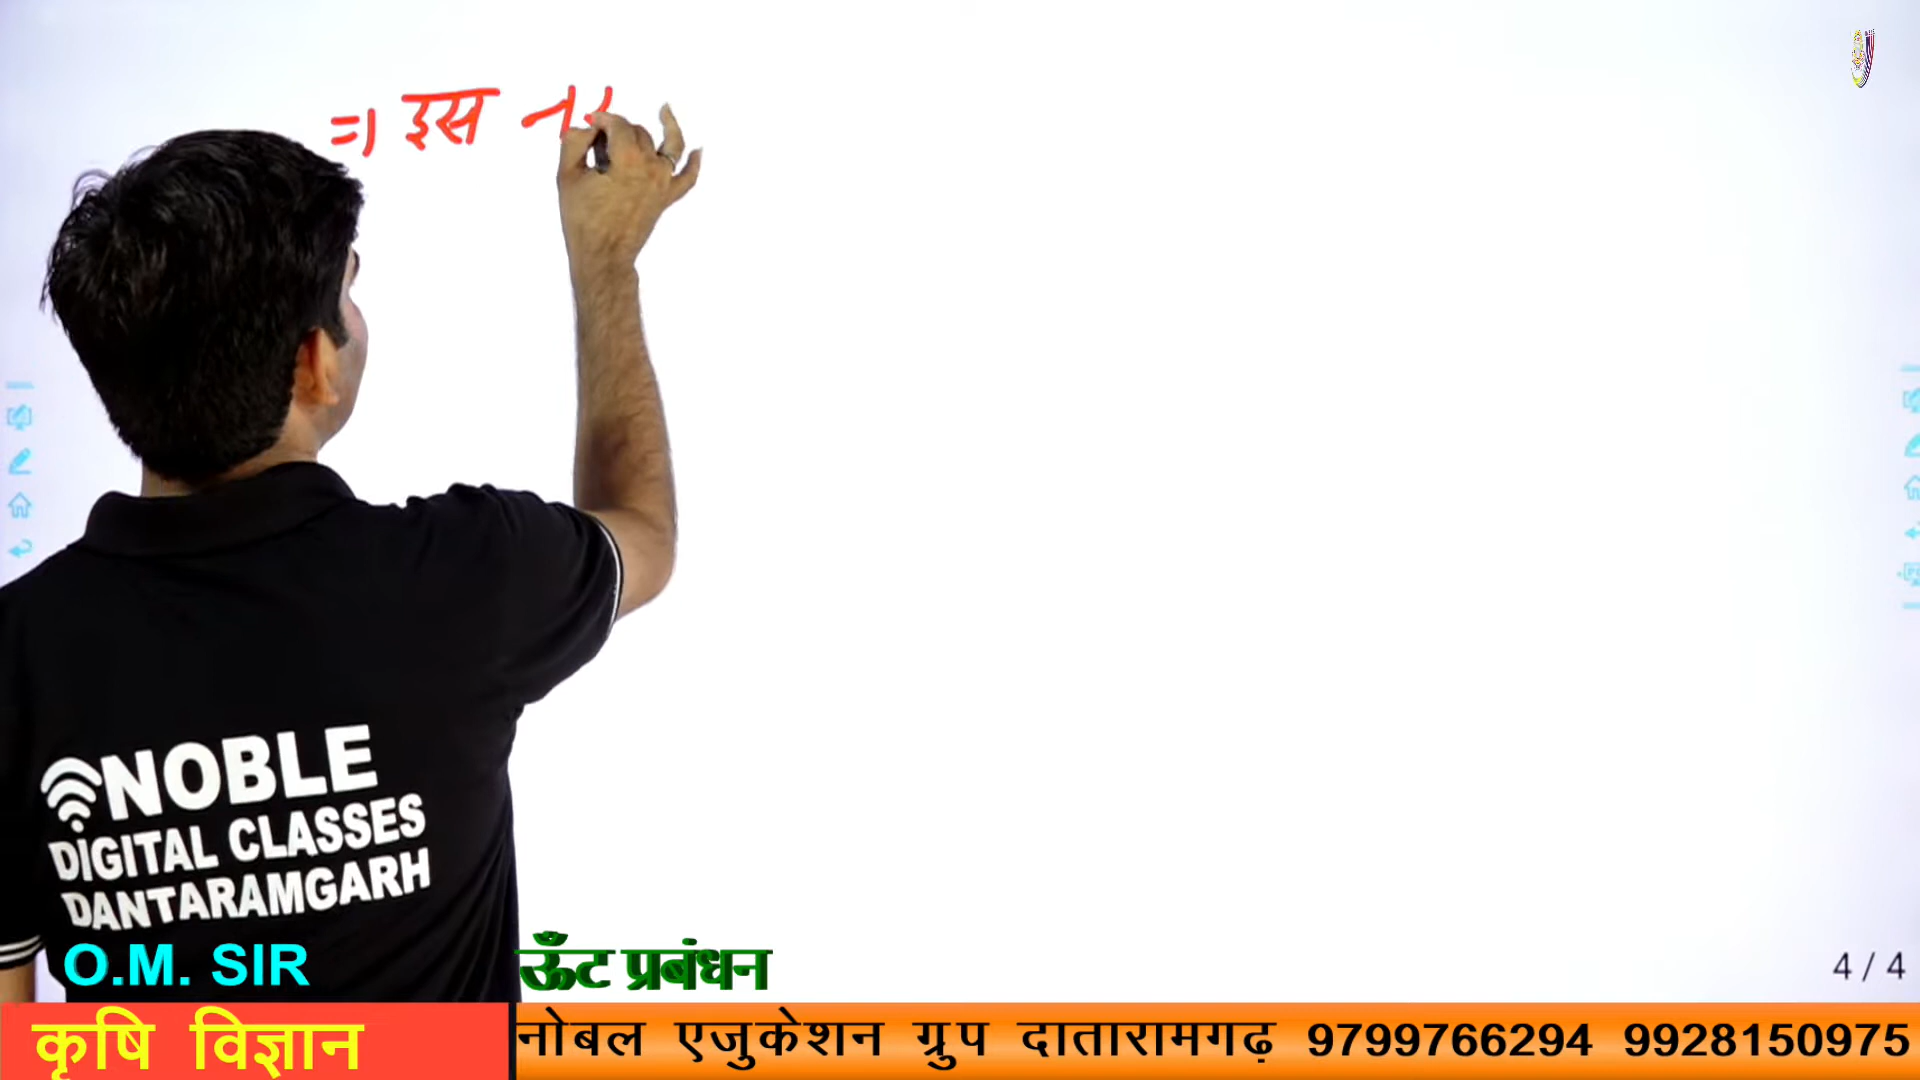 =) इस न
NOBLE
DIGITAL CLASSES
DANTARAMGARH
O.M. SIR
ऊँट प्रबंधन
4 / 4
कृषि विज्ञान
नोबल एजुकेशन ग्रुप दातारामगढ़ 9799766294 9928150975